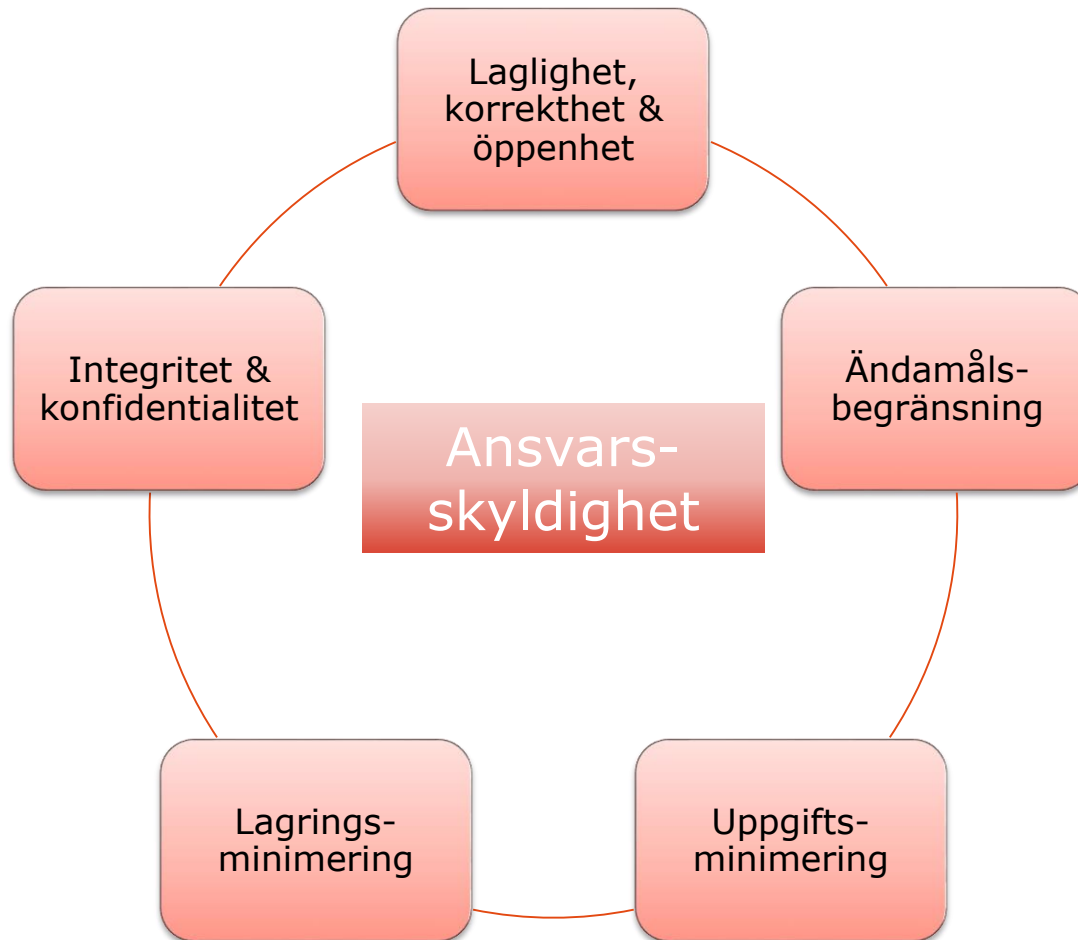 Laglighet,
korrekthet &
öppenhet
Integritet &
konfidentialitet
Ändamåls-
begränsning
Ansvars-
skyldighet
Lagrings-
minimering
Uppgifts-
minimering